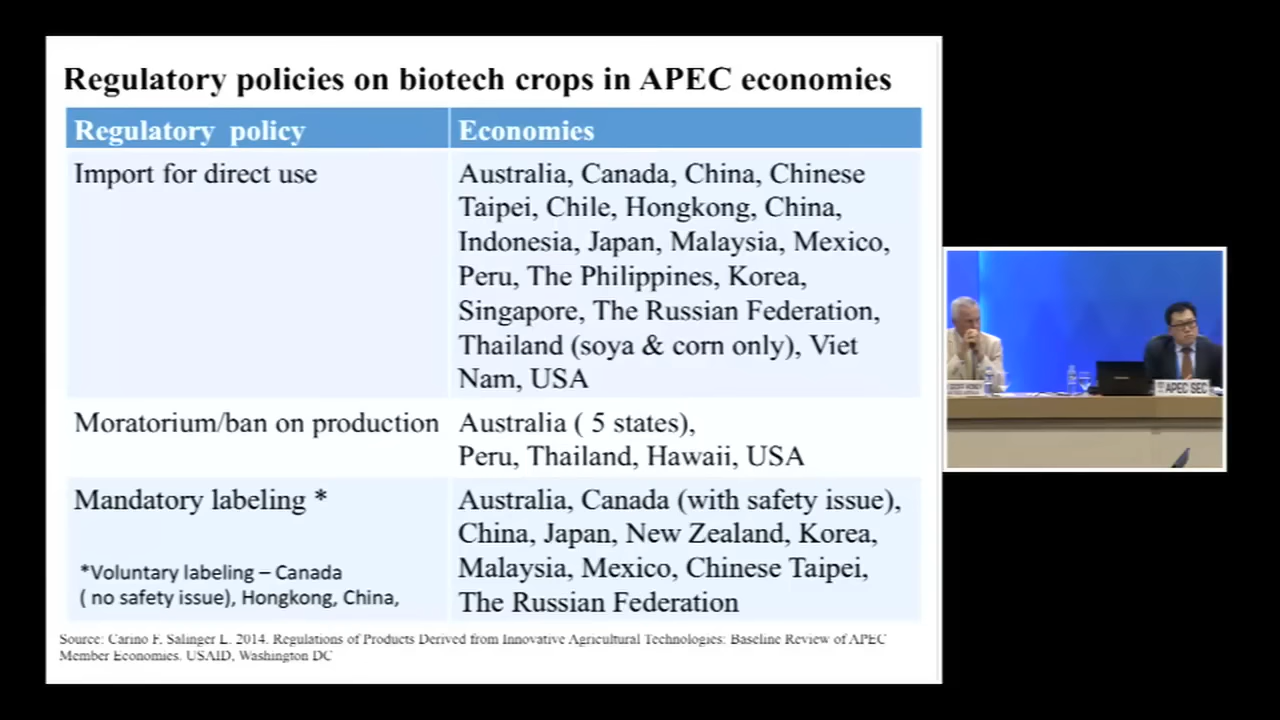 Regulatory policies on biotech crops in APEC economies
Regulatory policy
Economies
Import for direct use
Australia, Canada, China, Chinese
Taipei, Chile, Hongkong, China,
Indonesia, Japan, Malaysia, Mexico,
Peru, The Philippines, Korea,
Singapore, The Russian Federation,
Thailand (soya & corn only), Viet
Nam, USA
Moratorium/ban on production
Australia ( 5 states),
Peru, Thailand, Hawaii, USA
Mandatory labeling *
*Voluntary labeling – Canada
( no safety issue), Hongkong, China,
Australia, Canada (with safety issue),
China, Japan, New Zealand, Korea,
Malaysia, Mexico, Chinese Taipei,
The Russian Federation
Source: Carino F. Salinger L. 2014. Regulations of Products Derived from Innovative Agricultural Technologies: Baseline Review of APEC
Member Economies. USAID, Washington DC
APEC SEC